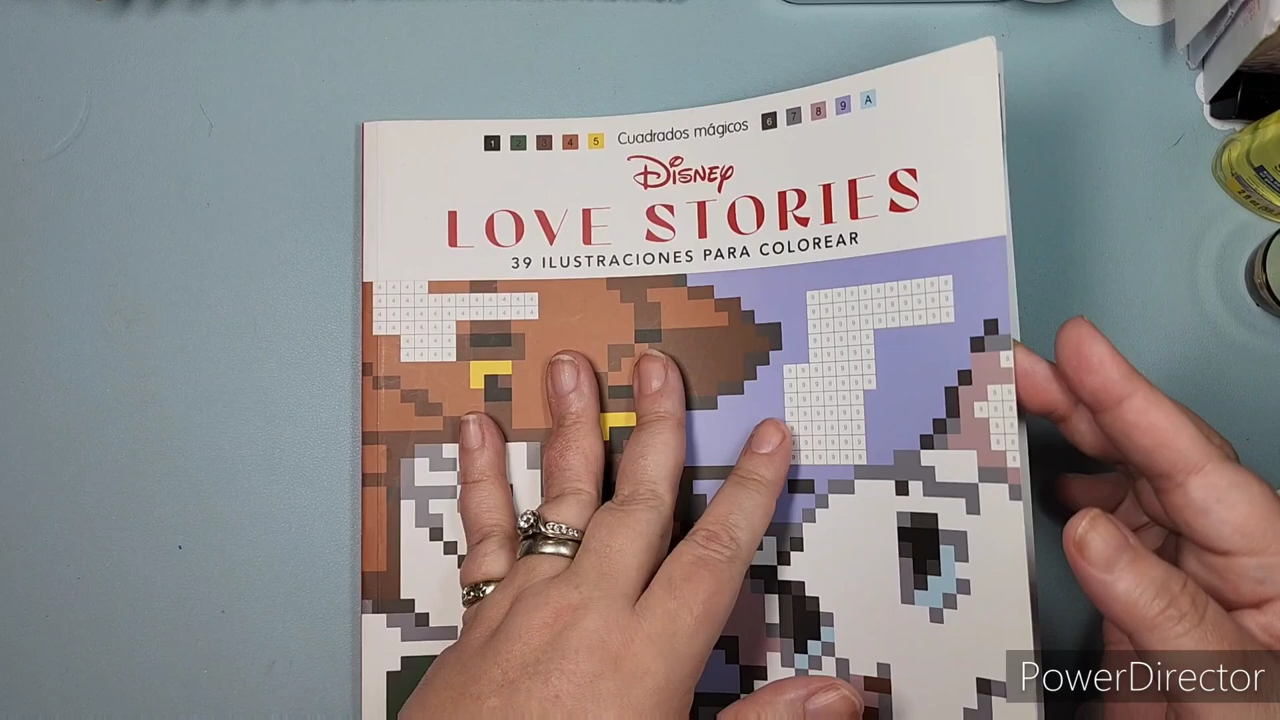 1 2 3 4 5 Cuadrados mágicos 6 7 8 9 A
Disney
LOVE STORIES
39 ILUSTRACIONES PARA COLOREAR
PowerDirector